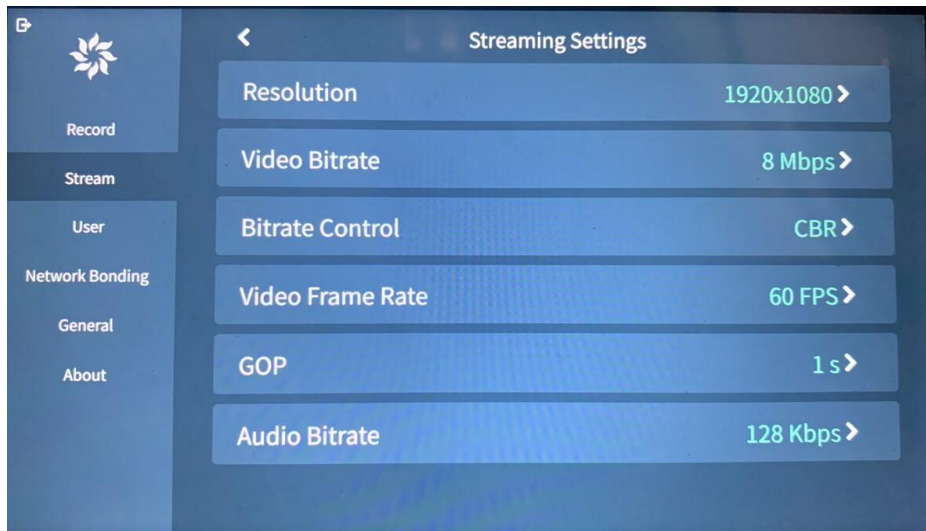 Streaming Settings
Record
Stream
User
Network Bonding
General
About
Resolution 1920x1080
Video Bitrate 8 Mbps
Bitrate Control CBR
Video Frame Rate 60 FPS
GOP 1 s
Audio Bitrate 128 Kbps